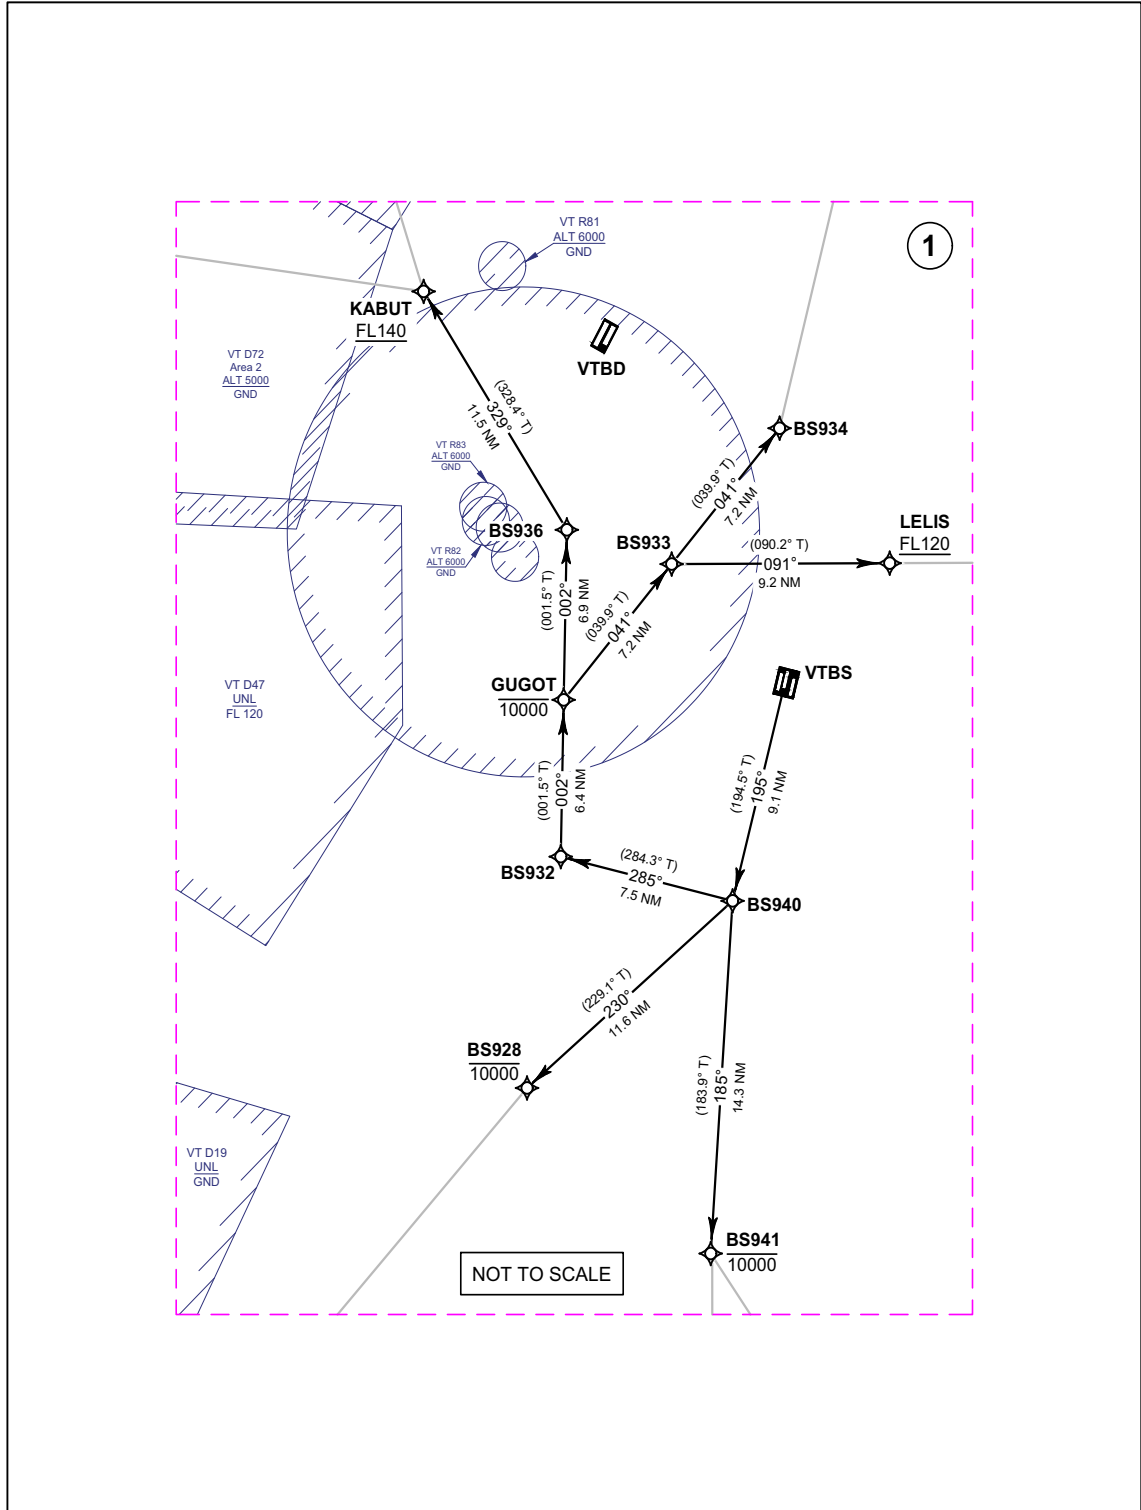 VT R81
ALT 6000
GND
1
KABUT
FL140
VTBD
VT D72
Area 2
ALT 5000
GND
(328.4° T)
329°
11.5 NM
BS934
VT R83
ALT 6000
GND
(039.9° T)
041°
7.2 NM
BS936
LELIS
FL120
BS933
(090.2° T)
091°
9.2 NM
VT R82
ALT 6000
GND
(001.5° T)
002°
6.9 NM
(039.9° T)
041°
7.2 NM
VTBS
GUGOT
10000
VT D47
UNL
FL 120
(194.5° T)
195°
9.1 NM
(001.5° T)
002°
6.4 NM
BS932
(284.3° T)
285°
7.5 NM
BS940
(229.1° T)
230°
11.6 NM
BS928
10000
(183.9° T)
185°
14.3 NM
VT D19
UNL
GND
BS941
10000
NOT TO SCALE